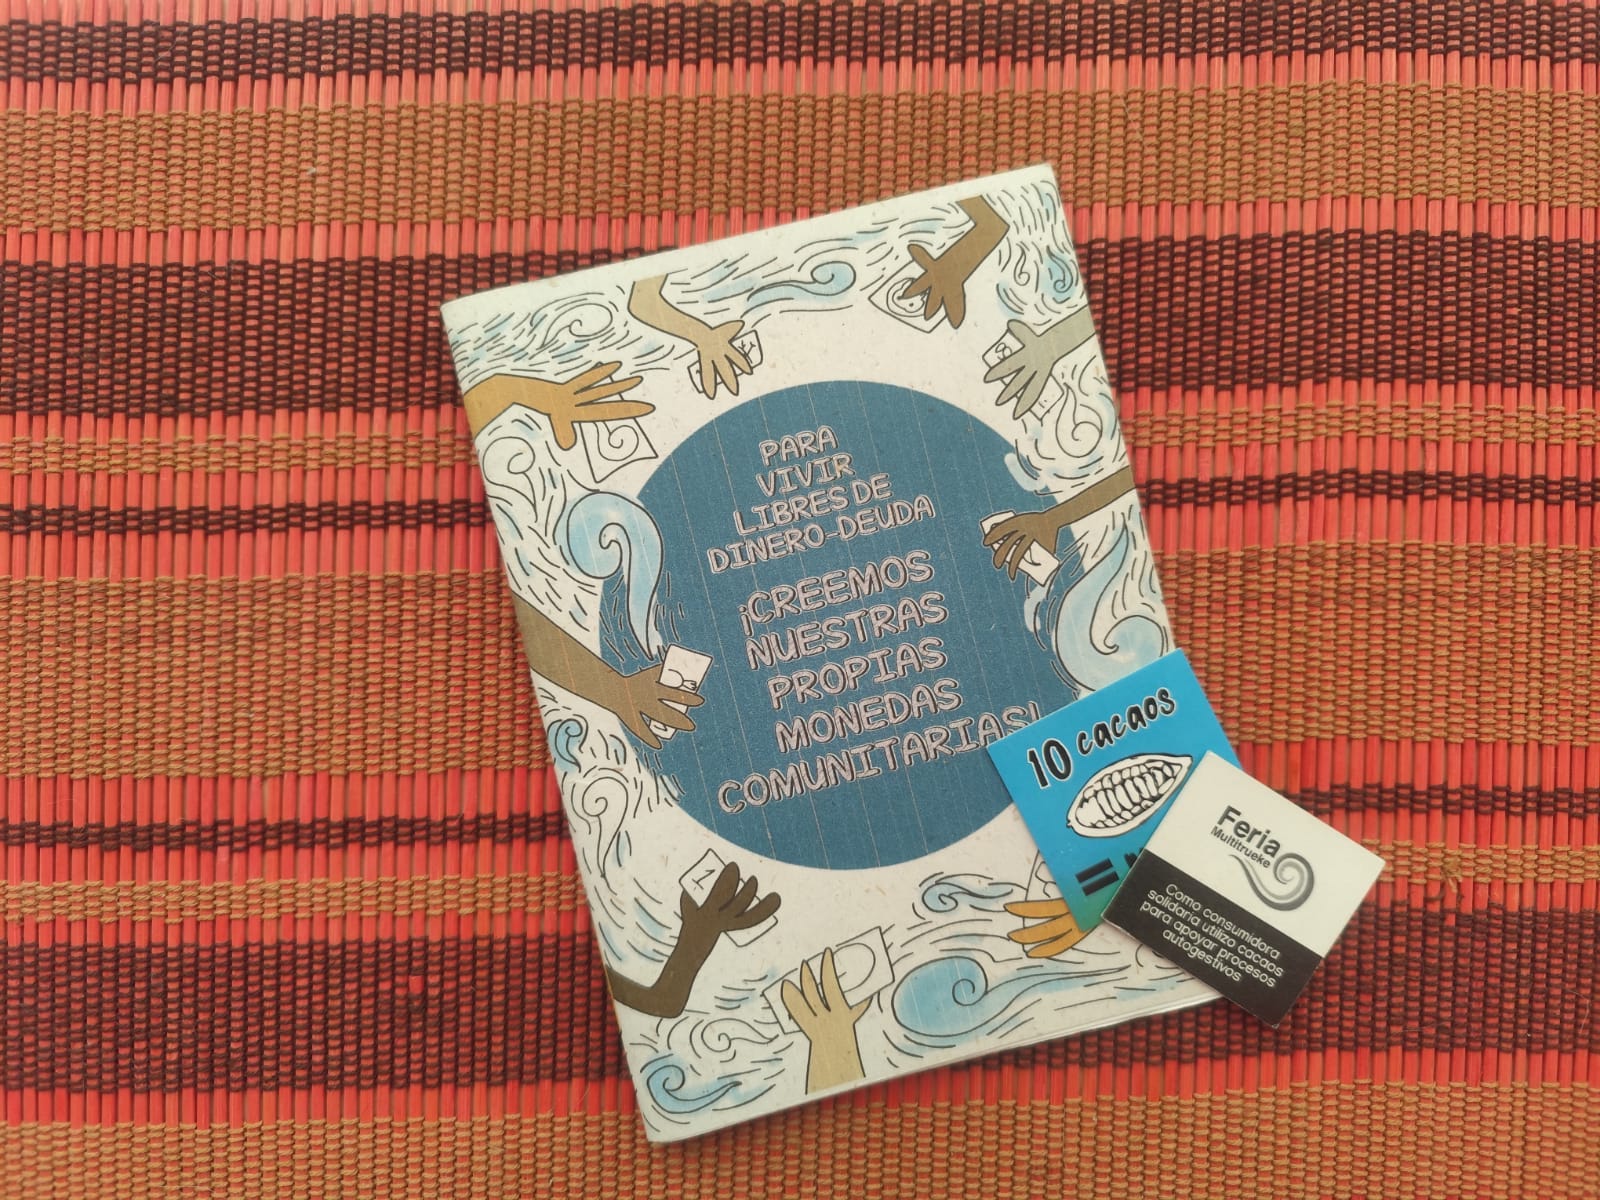 PARA
VIVIR
LIBRES DE
DINERO-DEUDA
¡CREEMOS
NUESTRAS
PROPIAS
MONEDAS
COMUNITARIAS!
10 cacaos
=
Feria
Multitrueke
Como consumidora
solidaria utilizo cacaos
para apoyar procesos
autogestivos
1